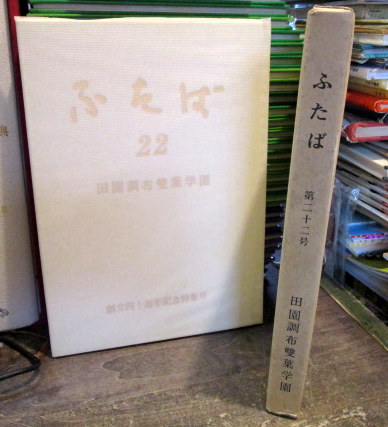 ふたば
22
田園調布雙葉学園
創立四十周年記念特集号
ふたば
第二十二号
田園調布雙葉学園